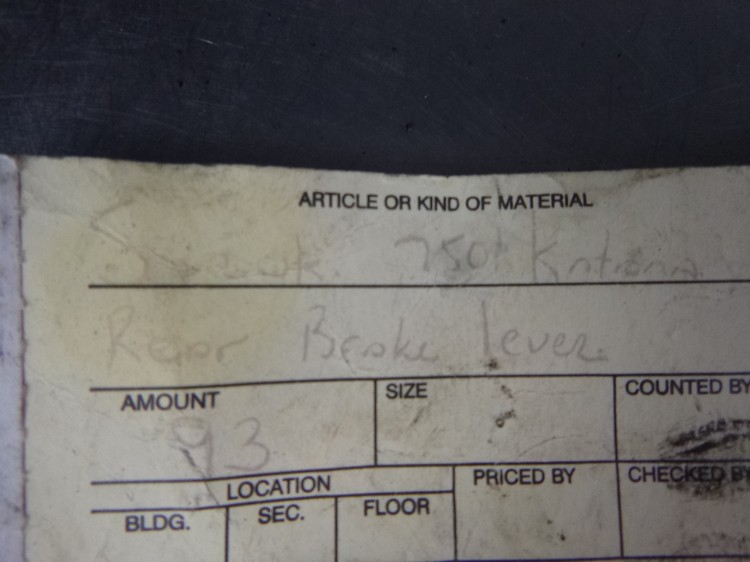 ARTICLE OR KIND OF MATERIAL
750
Rear Brake Lever
AMOUNT SIZE COUNTED BY
93
LOCATION PRICED BY CHECKED BY
BLDG. SEC. FLOOR